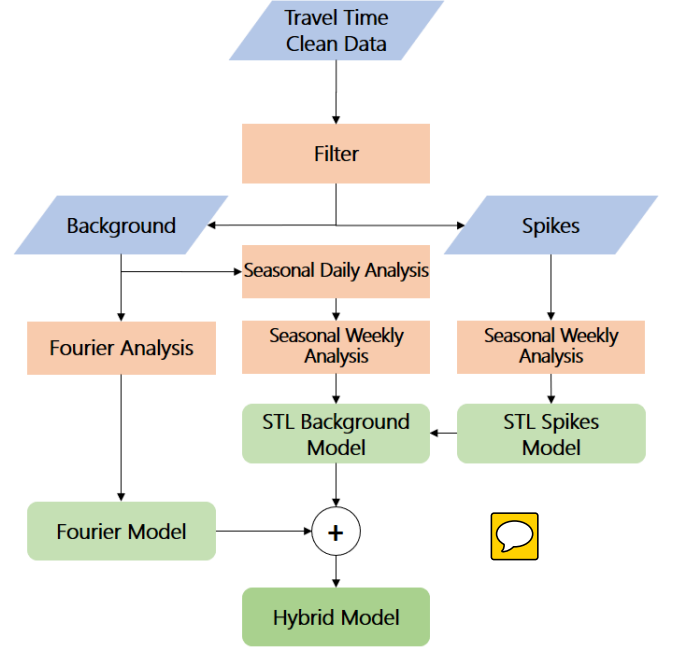 Travel Time
Clean Data
Filter
Background
Spikes
Seasonal Daily Analysis
Fourier Analysis
Seasonal Weekly
Analysis
Seasonal Weekly
Analysis
STL Background
Model
STL Spikes
Model
Fourier Model
+
Hybrid Model